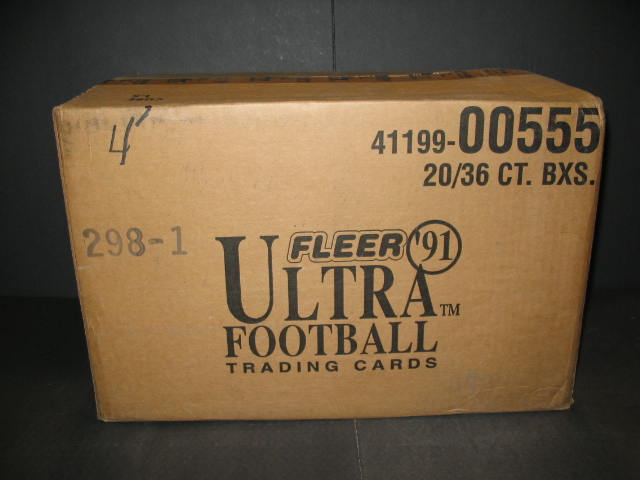 4'
41199-00555
20/36 CT. BXS.
298-1
FLEER '91
ULTRA™
FOOTBALL
TRADING CARDS